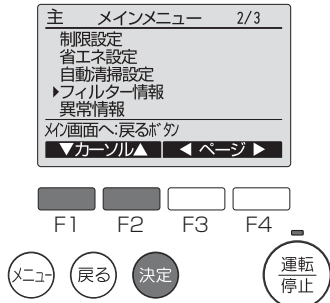 主 メインメニュー 2/3
制限設定
省エネ設定
自動清掃設定
▶フィルター情報
異常情報
メイン画面へ:戻るボタン
▼カーソル▲ ◀ ページ ▶
F1 F2 F3 F4
メニュー 戻る 決定 運転
停止